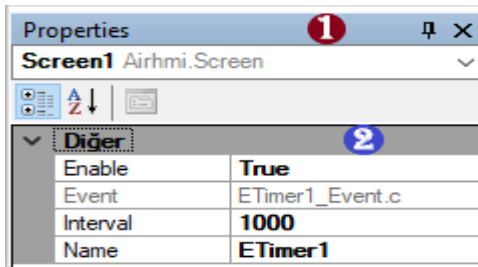 Properties 1
Screen1 Airhmi.Screen
Diğer 2
Enable True
Event ETimer1_Event.c
Interval 1000
Name ETimer1